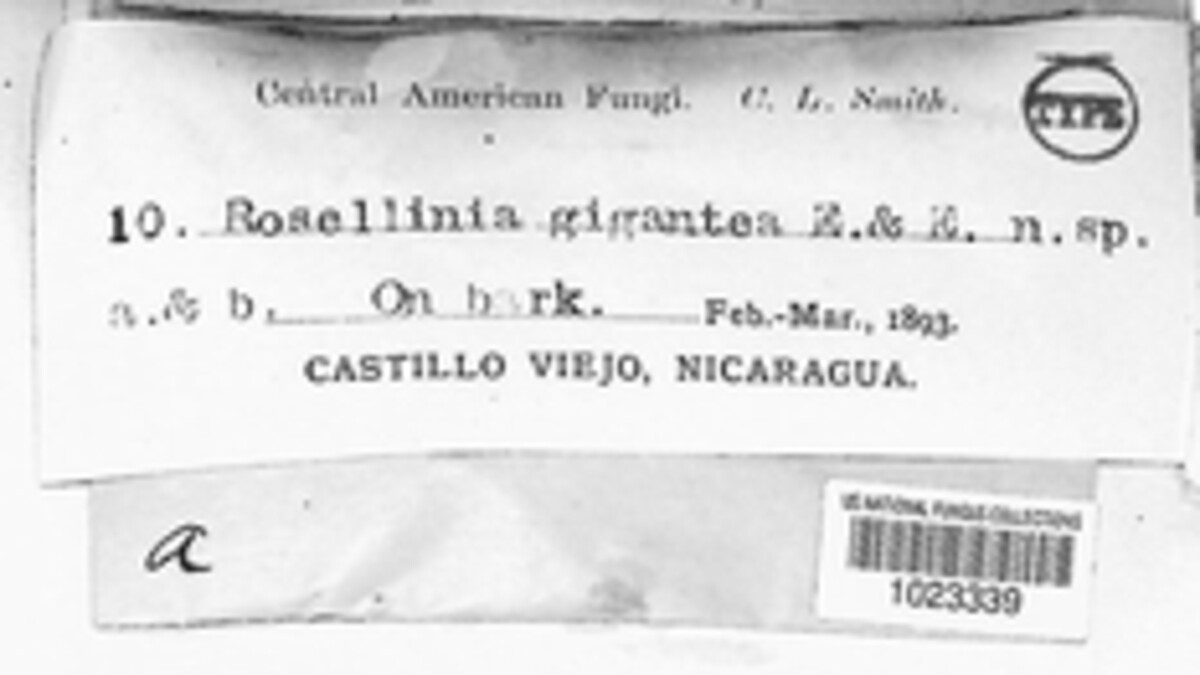 Central American Fungi. C. L. Smith.
TYPE
10. Rosellinia gigantea E.& E. n.sp.
a.& b. On bark. Feb.-Mar., 1893.
CASTILLO VIEJO, NICARAGUA.
a
US NATIONAL FUNGUS COLLECTIONS
1023339